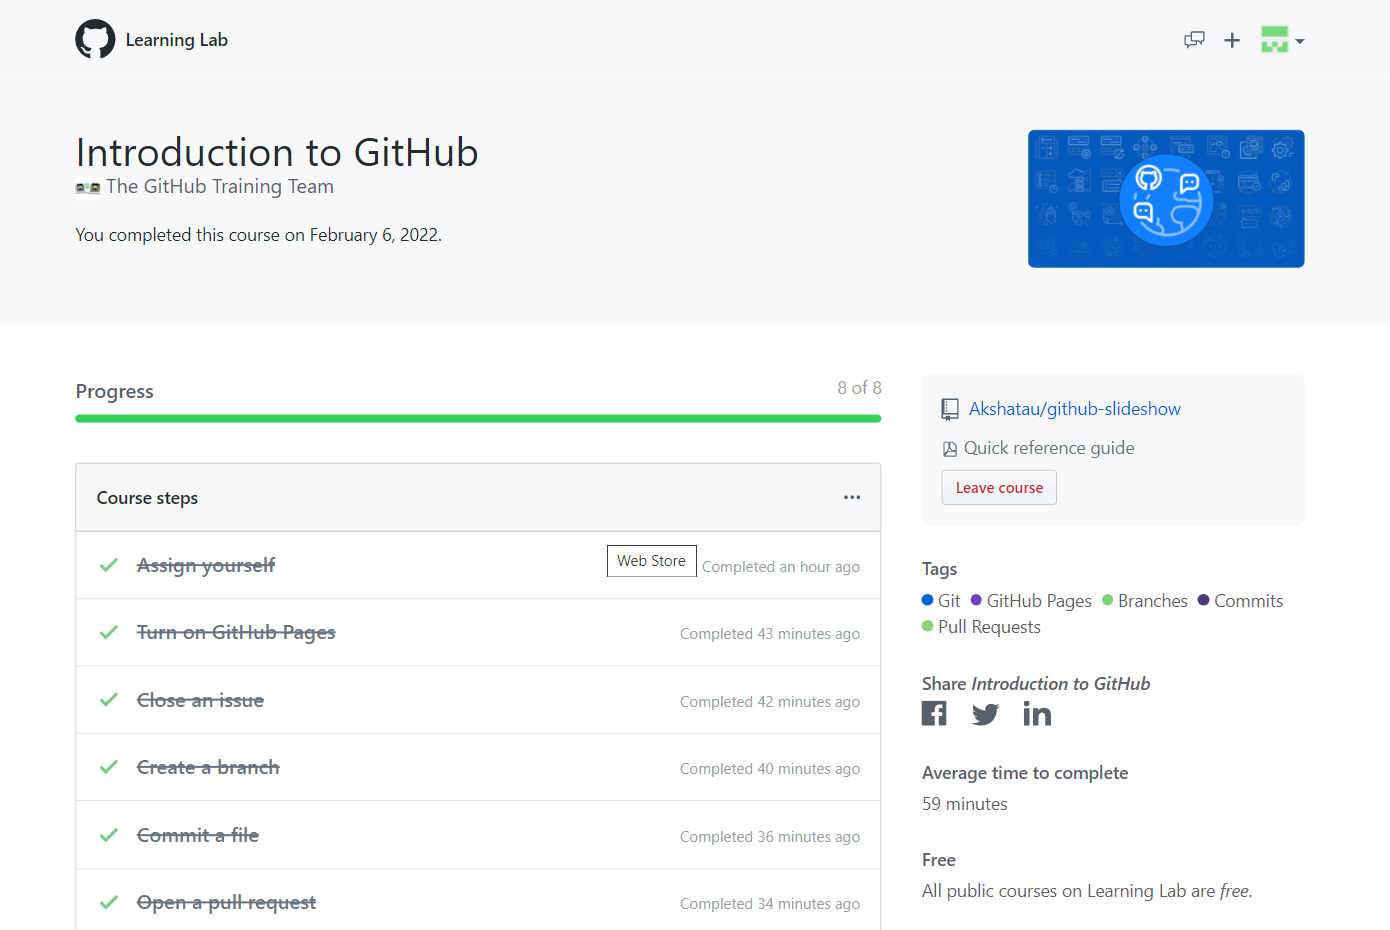 Learning Lab
Introduction to GitHub
The GitHub Training Team
You completed this course on February 6, 2022.
Progress
8 of 8
Course steps
Assign yourself
Web Store
Completed an hour ago
Turn on GitHub Pages
Completed 43 minutes ago
Close an issue
Completed 42 minutes ago
Create a branch
Completed 40 minutes ago
Commit a file
Completed 36 minutes ago
Open a pull request
Completed 34 minutes ago
Akshatau/github-slideshow
Quick reference guide
Leave course
Tags
Git GitHub Pages Branches Commits
Pull Requests
Share Introduction to GitHub
Average time to complete
59 minutes
Free
All public courses on Learning Lab are free.